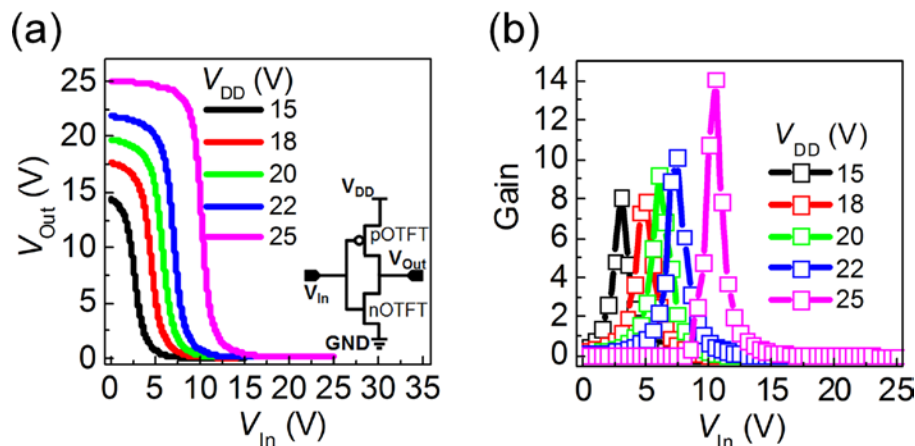 (a)
V_DD (V)
15
18
20
22
25
25
20
15
10
5
0
V_Out (V)
0 5 10 15 20 25 30 35
V_In (V)
V_DD
pOTFT
V_Out
V_In
nOTFT
GND
(b)
14
12
10
8
6
4
2
0
Gain
V_DD (V)
15
18
20
22
25
0 5 10 15 20 25
V_In (V)